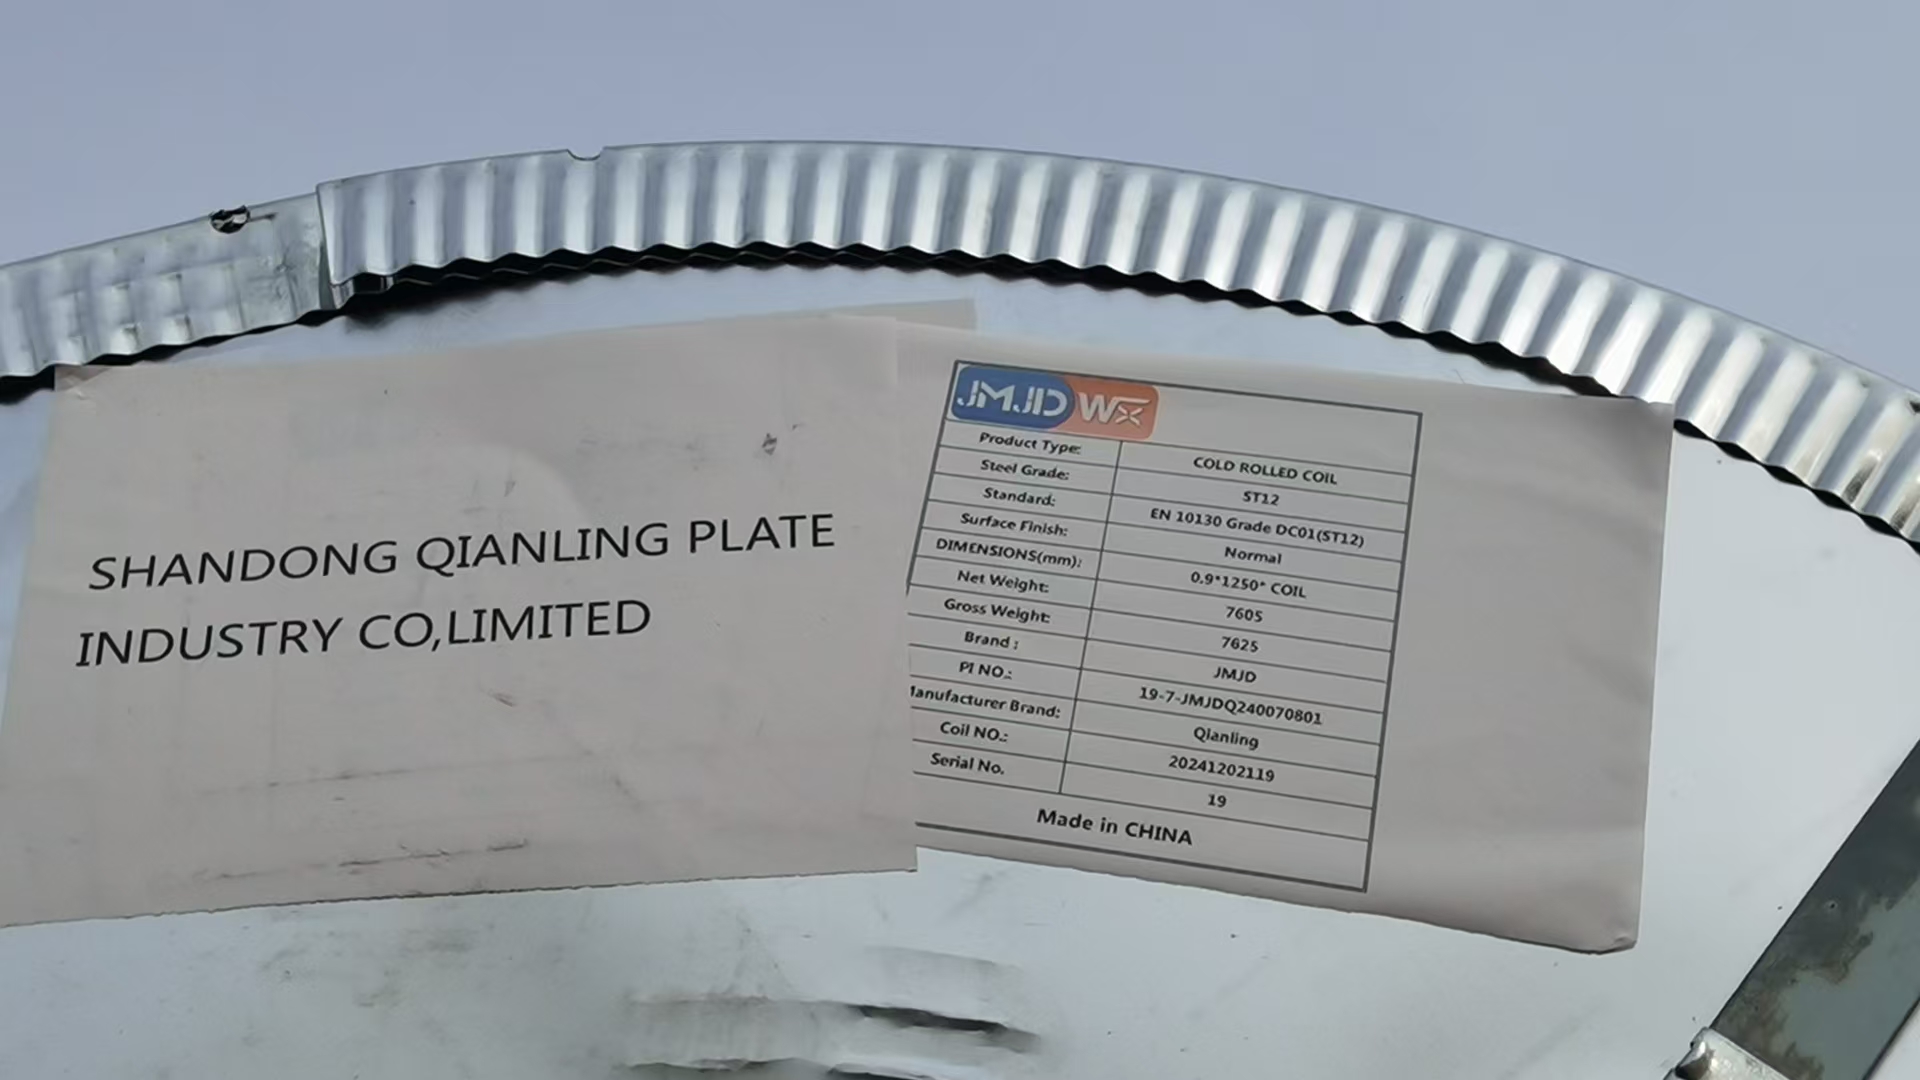 SHANDONG QIANLING PLATE
INDUSTRY CO,LIMITED
JMJD WX
Product Type: COLD ROLLED COIL
Steel Grade: ST12
Standard: EN 10130 Grade DC01(ST12)
Surface Finish: Normal
DIMENSIONS(mm): 0.9*1250* COIL
Net Weight: 7605
Gross Weight: 7625
Brand : JMJD
PI NO.: 19-7-JMJDQ240070801
anufacturer Brand: Qianling
Coil NO.: 20241202119
Serial No. 19
Made in CHINA